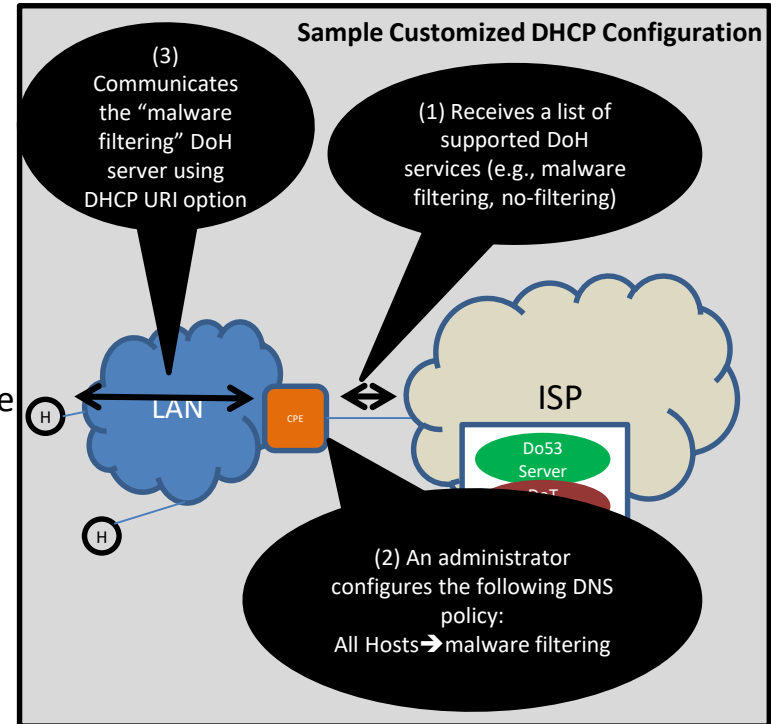 Sample Customized DHCP Configuration
(3)
Communicates
the “malware
filtering” DoH
server using
DHCP URI option
(1) Receives a list of
supported DoH
services (e.g., malware
filtering, no-filtering)
e
H
LAN
CPE
ISP
Do53
Server
DoT
H
(2) An administrator
configures the following DNS
policy:
All Hosts➔malware filtering